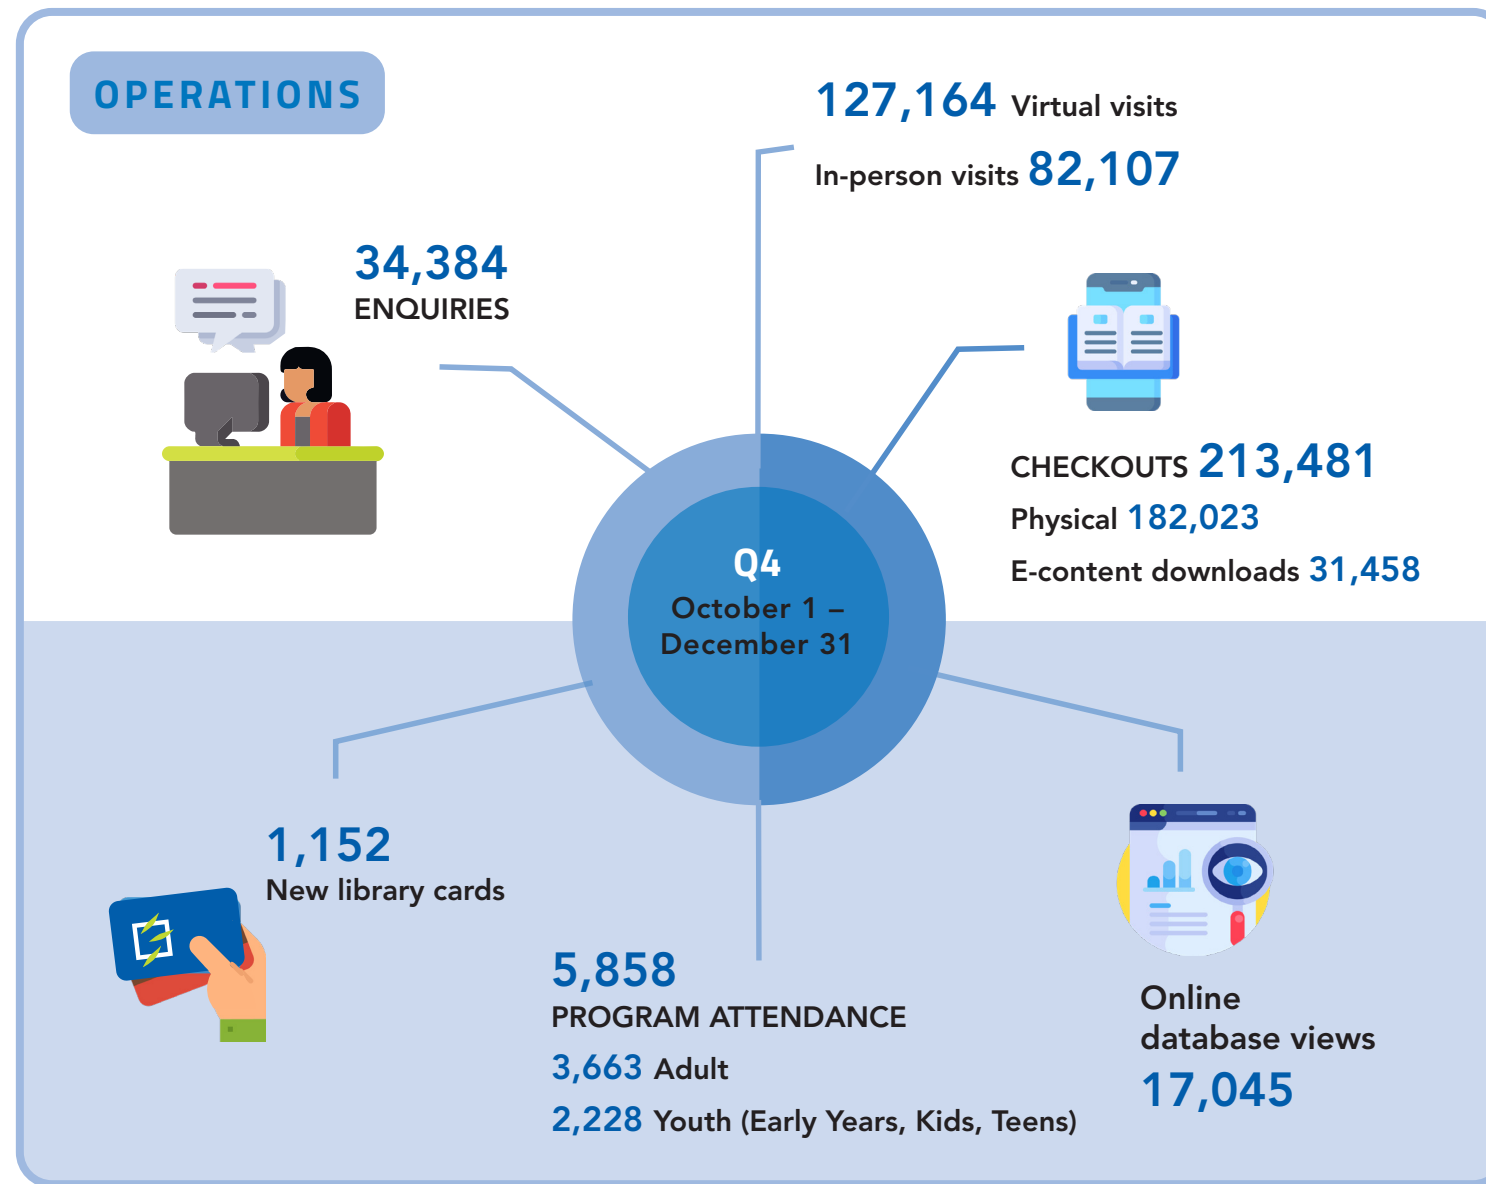 OPERATIONS
127,164 Virtual visits
In-person visits 82,107
34,384
ENQUIRIES
CHECKOUTS 213,481
Physical 182,023
E-content downloads 31,458
Q4
October 1 –
December 31
1,152
New library cards
5,858
PROGRAM ATTENDANCE
3,663 Adult
2,228 Youth (Early Years, Kids, Teens)
Online
database views
17,045